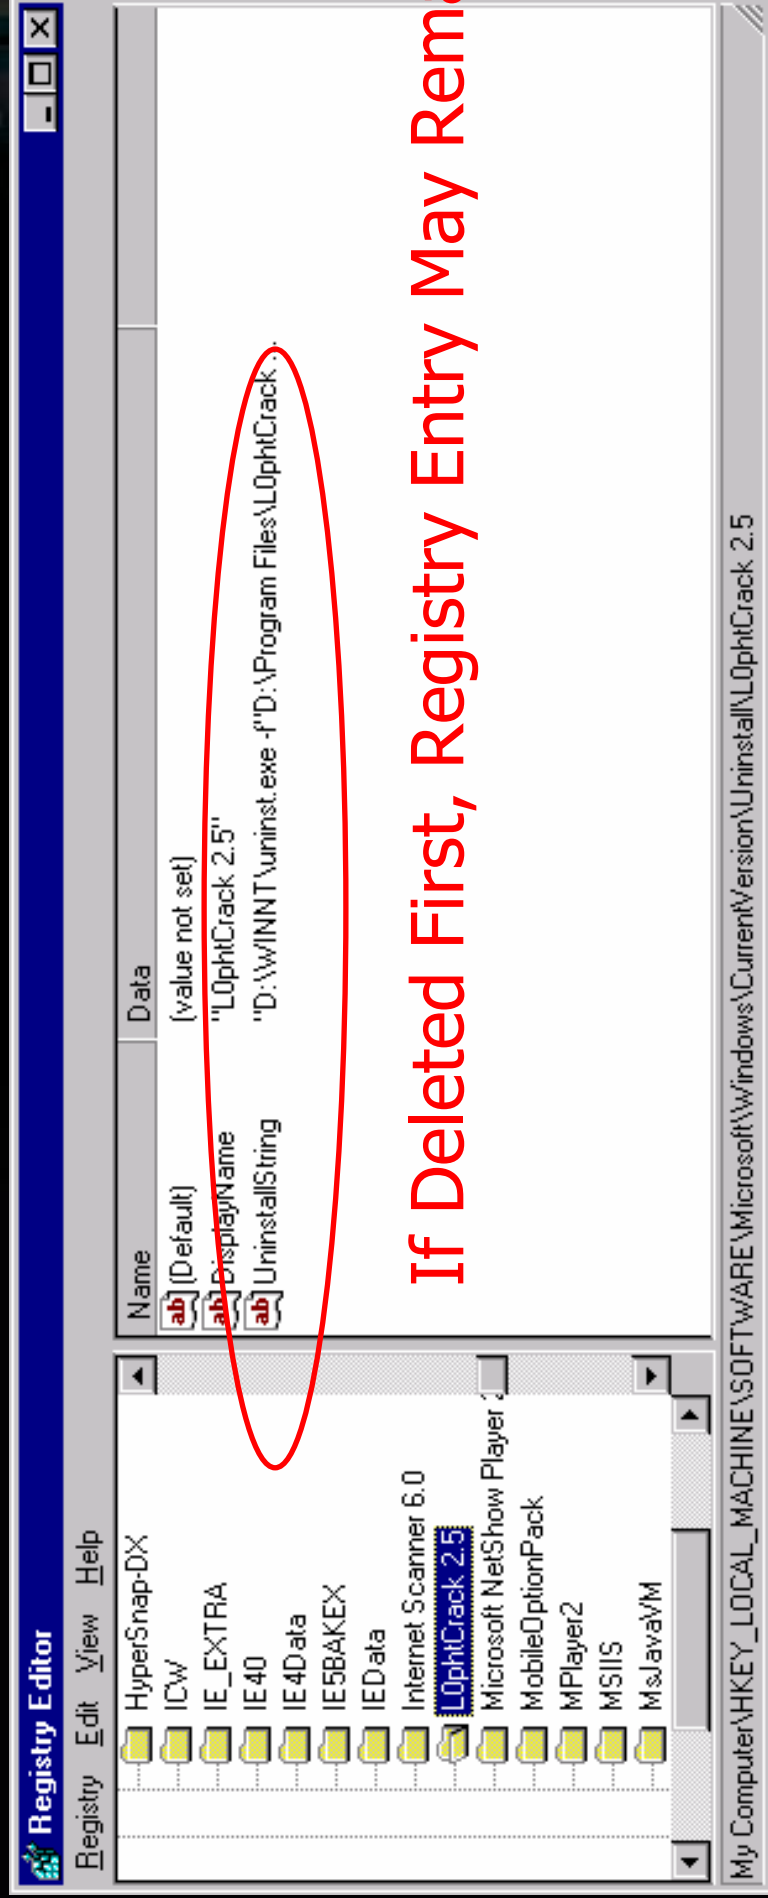 Registry Editor
Registry Edit View Help
HyperSnap-DX
ICW
IE_EXTRA
IE40
IE4Data
IE5BAKEX
IEData
Internet Scanner 6.0
L0phtCrack 2.5
Microsoft NetShow Player
MobileOptionPack
MPlayer2
MSIIS
MsJavaVM
Name Data
(Default) (value not set)
DisplayName "L0phtCrack 2.5"
UninstallString "D:\WINNT\uninst.exe -f"D:\Program Files\L0phtCrack ...
If Deleted First, Registry Entry May
My Computer\HKEY_LOCAL_MACHINE\SOFTWARE\Microsoft\Windows\CurrentVersion\Uninstall\L0phtCrack 2.5